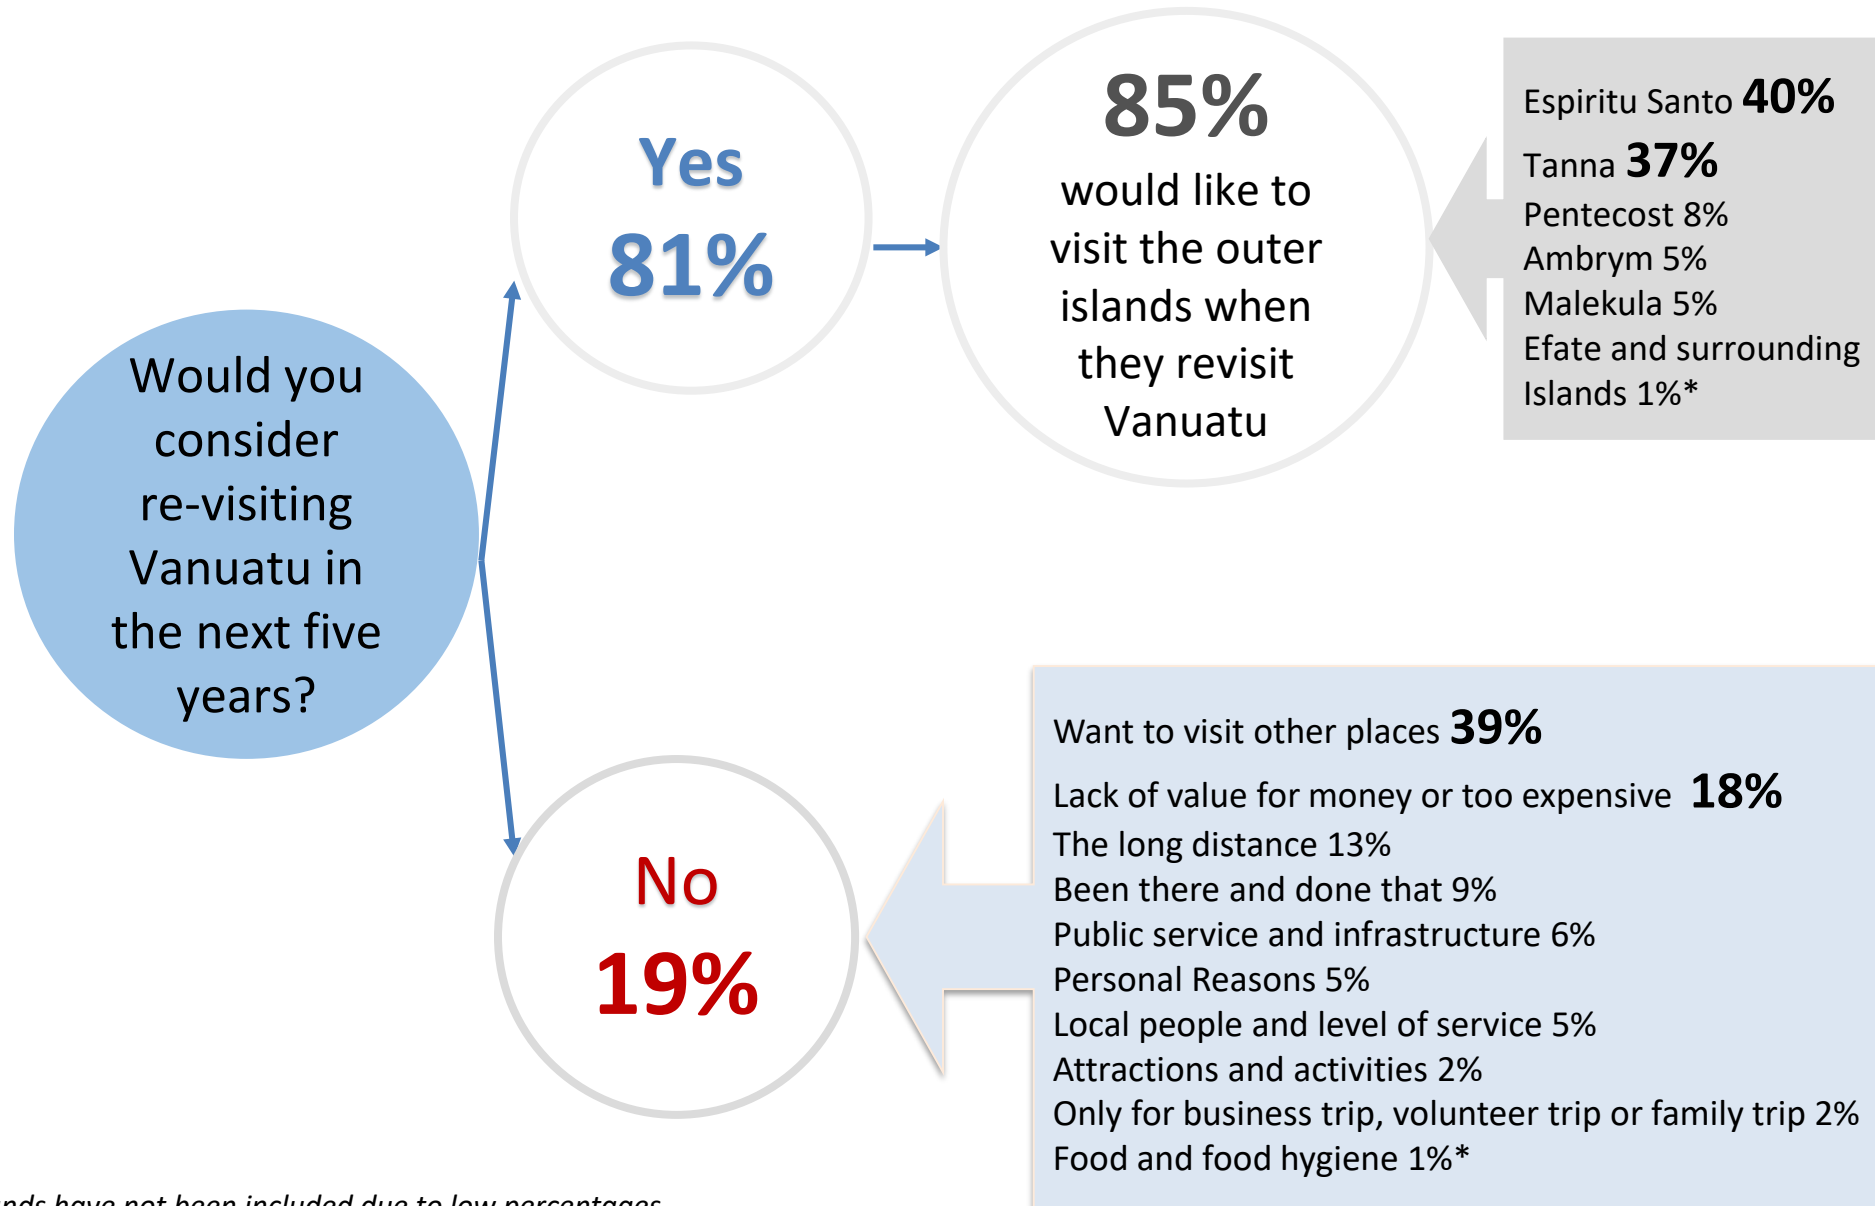 Would you
consider
re-visiting
Vanuatu in
the next five
years?
Yes
81%
85%
would like to
visit the outer
islands when
they revisit
Vanuatu
Espiritu Santo 40%
Tanna 37%
Pentecost 8%
Ambrym 5%
Malekula 5%
Efate and surrounding
Islands 1%*
No
19%
Want to visit other places 39%
Lack of value for money or too expensive 18%
The long distance 13%
Been there and done that 9%
Public service and infrastructure 6%
Personal Reasons 5%
Local people and level of service 5%
Attractions and activities 2%
Only for business trip, volunteer trip or family trip 2%
Food and food hygiene 1%*
have not been included due to low percentages